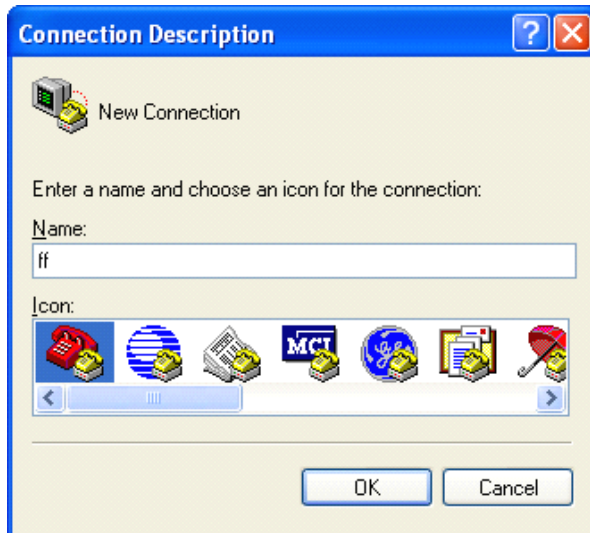 Connection Description
New Connection
Enter a name and choose an icon for the connection:
Name:
ff
Icon:
MCI
OK Cancel